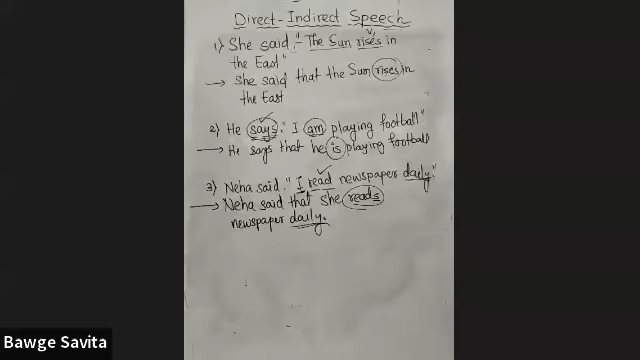 Direct-Indirect Speech
1) She said "The Sun rises in
V1
the East"
→ She said that the Sun rises in
the East
2) He says, "I am playing football"
→ He says that he is playing football
3) Neha said, "I read newspaper daily."
→ Neha said that she reads
newspaper daily.
Bawge Savita